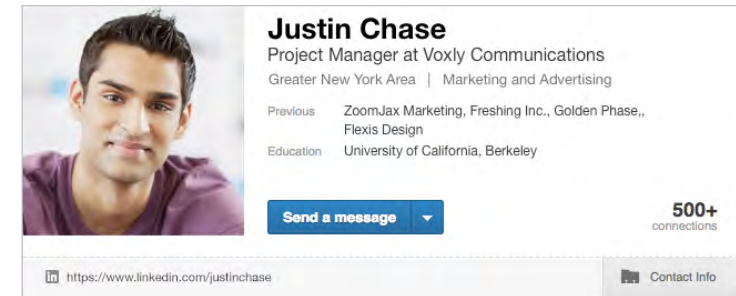 Justin Chase
Project Manager at Voxly Communications
Greater New York Area | Marketing and Advertising
Previous ZoomJax Marketing, Freshing Inc., Golden Phase,,
Flexis Design
Education University of California, Berkeley
Send a message
500+
connections
in https://www.linkedin.com/justinchase
Contact Info